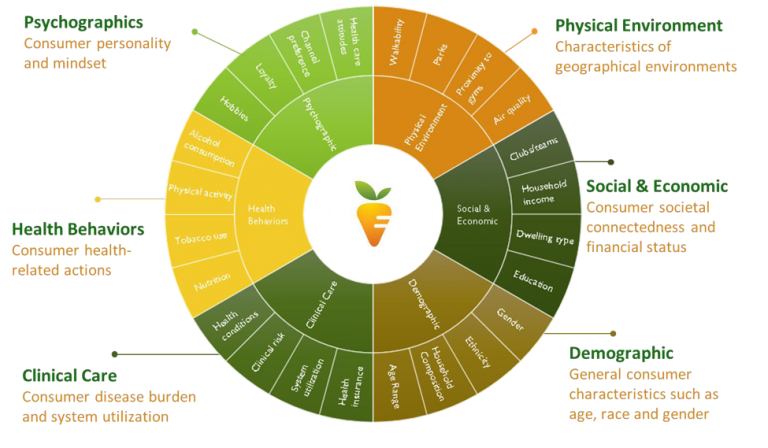 Psychographics
Consumer personality
and mindset
Physical Environment
Characteristics of
geographical environments
Health Behaviors
Consumer health-
related actions
Social & Economic
Consumer societal
connectedness and
financial status
Clinical Care
Consumer disease burden
and system utilization
Demographic
General consumer
characteristics such as
age, race and gender
Psychographic
Hobbies
Loyalty
Channel
preference
Health care
attitudes
Physical
Environment
Walkability
Parks
Proximity to
gyms
Air quality
Social &
Economic
Clubs/teams
Household
income
Dwelling type
Education
Demographic
Gender
Ethnicity
Household
Composition
Age Range
Clinical Care
Health
insurance
System
utilization
Clinical risk
Health
conditions
Health
Behaviors
Nutrition
Tobacco use
Physical activity
Alcohol
consumption